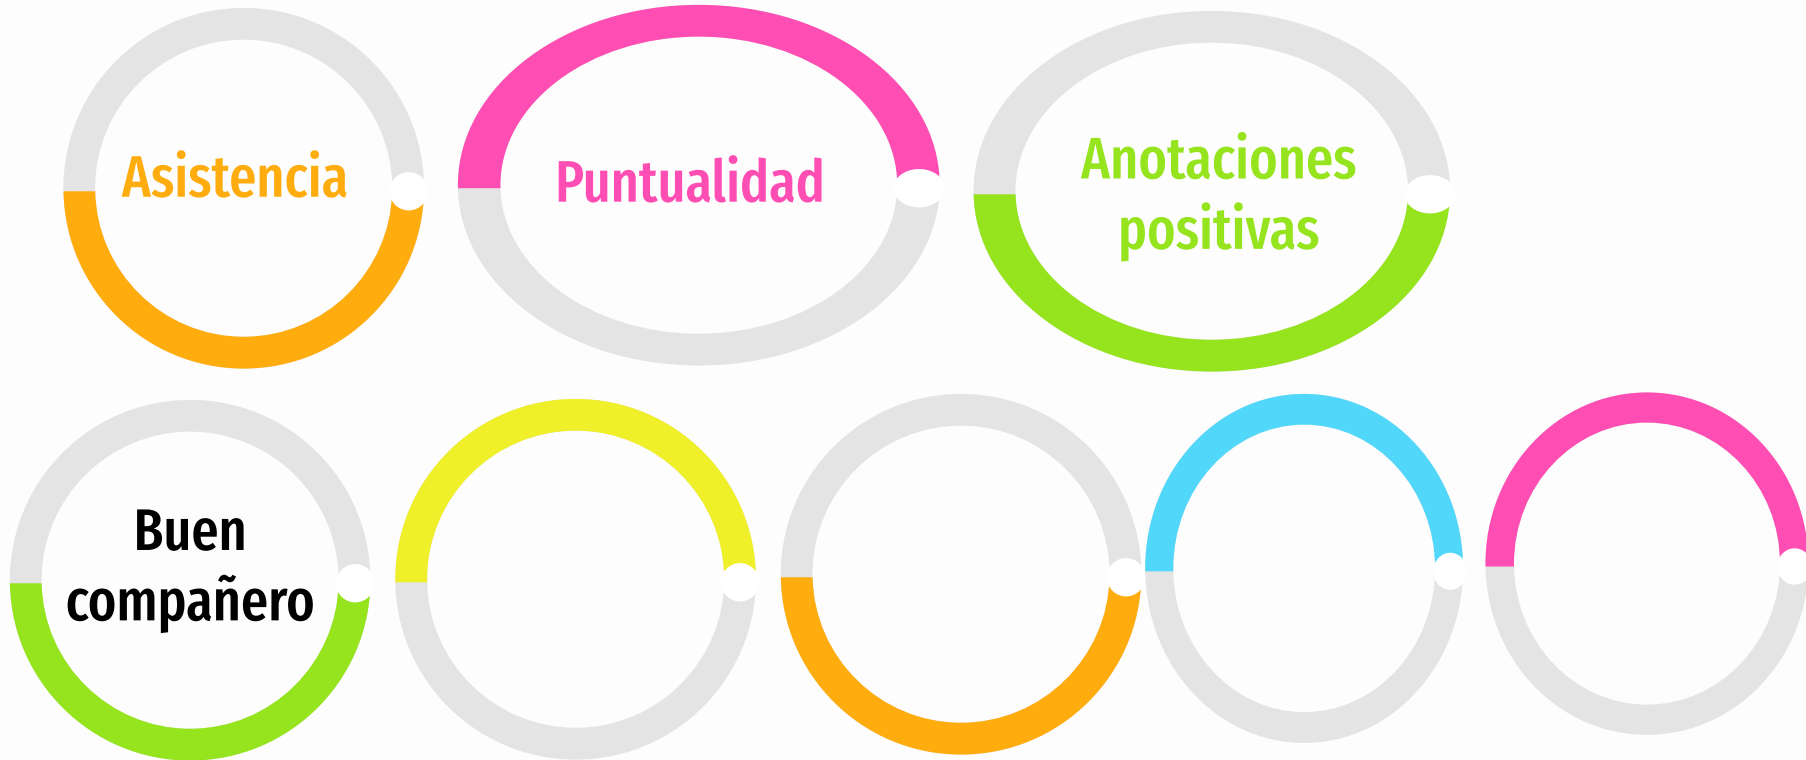 Asistencia
Puntualidad
Anotaciones
positivas
Buen
compañero